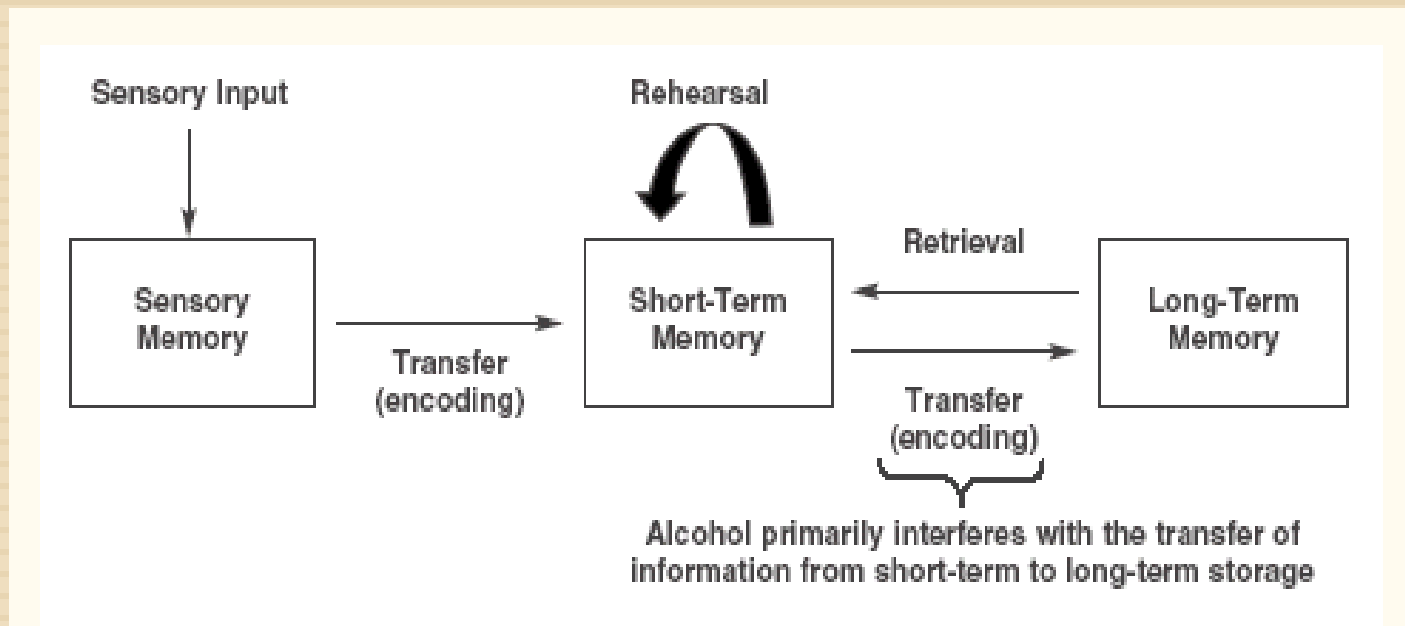 Sensory Input
Rehearsal
Sensory
Memory
Transfer
(encoding)
Short-Term
Memory
Retrieval
Transfer
(encoding)
Long-Term
Memory
Alcohol primarily interferes with the transfer of
information from short-term to long-term storage